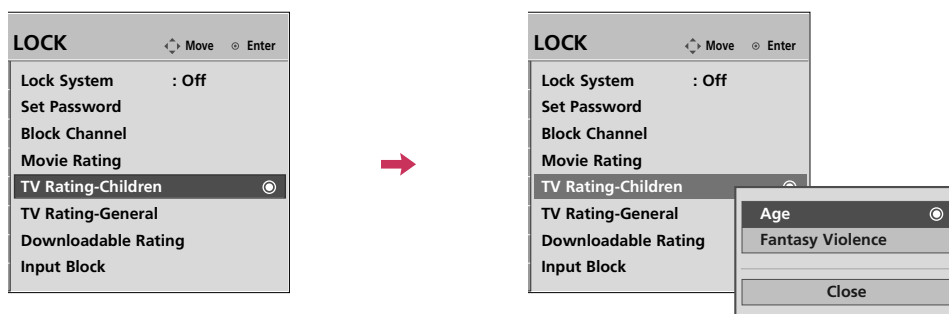 LOCK Move Enter
Lock System : Off
Set Password
Block Channel
Movie Rating
TV Rating-Children
TV Rating-General
Downloadable Rating
Input Block
LOCK Move Enter
Lock System : Off
Set Password
Block Channel
Movie Rating
TV Rating-Children
TV Rating-General
Downloadable Rating
Input Block
Age
Fantasy Violence
Close